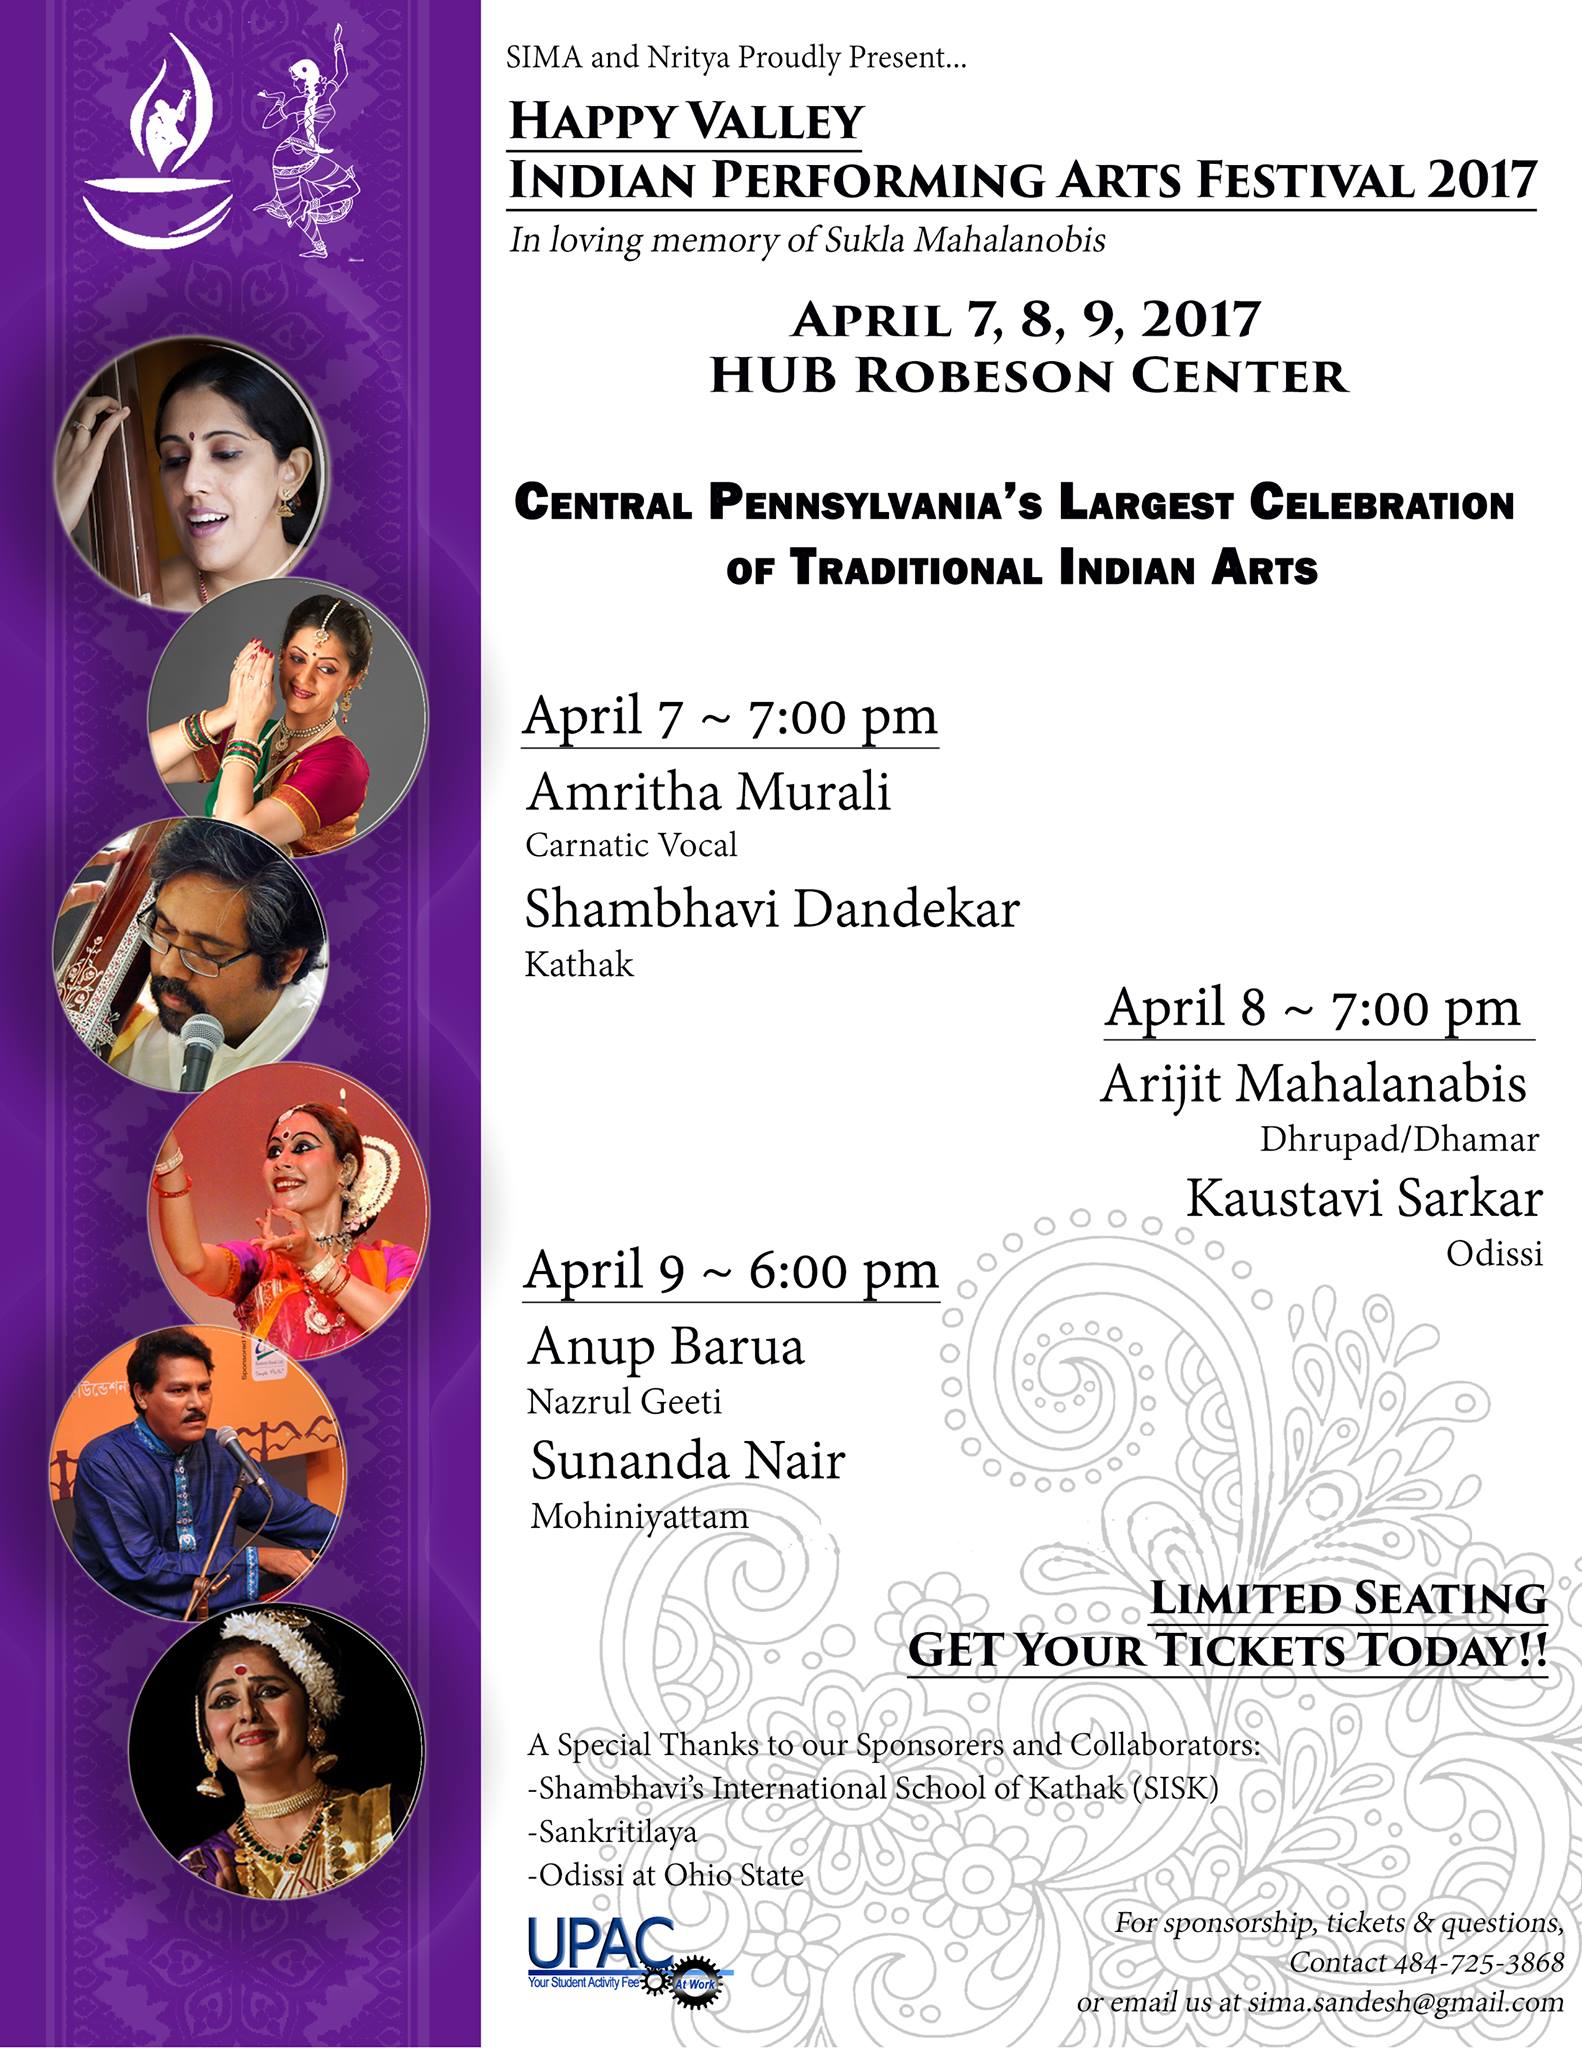 SIMA and Nritya Proudly Present...
HAPPY VALLEY
INDIAN PERFORMING ARTS FESTIVAL 2017
In loving memory of Sukla Mahalanobis
APRIL 7, 8, 9, 2017
HUB ROBESON CENTER
CENTRAL PENNSYLVANIA'S LARGEST CELEBRATION
OF TRADITIONAL INDIAN ARTS
April 7 ~ 7:00 pm
Amritha Murali
Carnatic Vocal
Shambhavi Dandekar
Kathak
April 8 ~ 7:00 pm
Arijit Mahalanabis
Dhrupad/Dhamar
Kaustavi Sarkar
Odissi
April 9 ~ 6:00 pm
Anup Barua
Nazrul Geeti
Sunanda Nair
Mohiniyattam
Sponsored
LIMITED SEATING
GET YOUR TICKETS TODAY!!
A Special Thanks to our Sponsorers and Collaborators:
-Shambhavi's International School of Kathak (SISK)
-Sankritilaya
-Odissi at Ohio State
UPAC
Your Student Activity Fee At Work
For sponsorship, tickets & questions,
Contact 484-725-3868
or email us at sima.sandesh@gmail.com